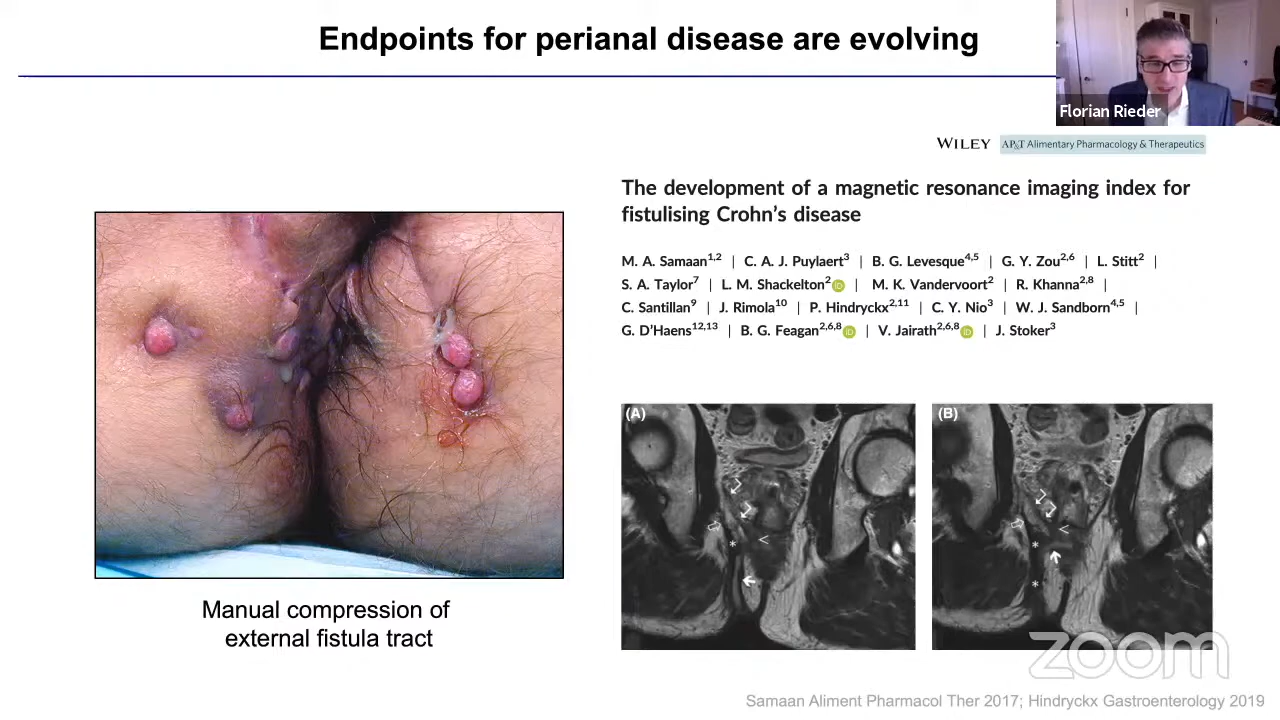 Endpoints for perianal disease are evolving
Florian Rieder
WILEY AP&T Alimentary Pharmacology & Therapeutics
The development of a magnetic resonance imaging index for
fistulising Crohn's disease
M. A. Samaan1,2 | C. A. J. Puylaert3 | B. G. Levesque4,5 | G. Y. Zou2,6 | L. Stitt2 |
S. A. Taylor7 | L. M. Shackelton2 iD | M. K. Vandervoort2 | R. Khanna2,8 |
C. Santillan9 | J. Rimola10 | P. Hindryckx2,11 | C. Y. Nio3 | W. J. Sandborn4,5 |
G. D'Haens12,13 | B. G. Feagan2,6,8 iD | V. Jairath2,6,8 iD | J. Stoker3
(A)
(B)
Manual compression of
external fistula tract
zoom
Samaan Aliment Pharmacol Ther 2017; Hindryckx Gastroenterology 2019